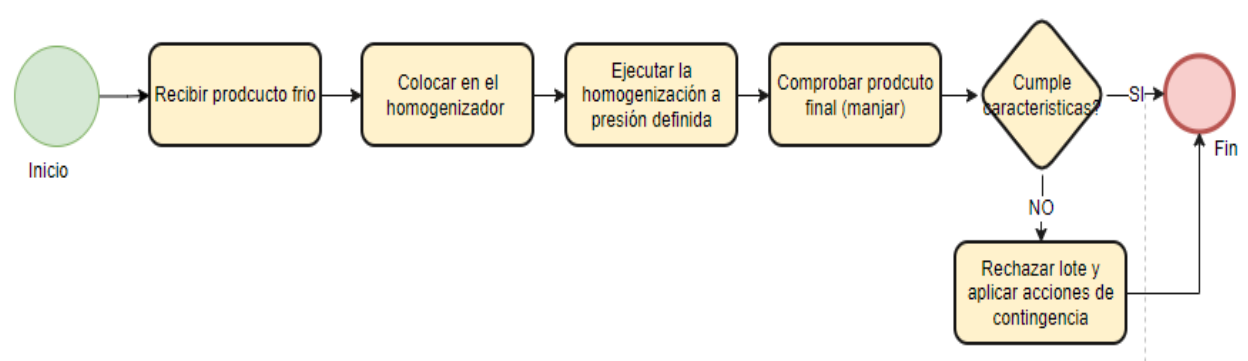 Inicio
Recibir prodcucto frio
Colocar en el
homogenizador
Ejecutar la
homogenización a
presión definida
Comprobar prodcuto
final (manjar)
Cumple
caracteristicas?
SI
Fin
NO
Rechazar lote y
aplicar acciones de
contingencia